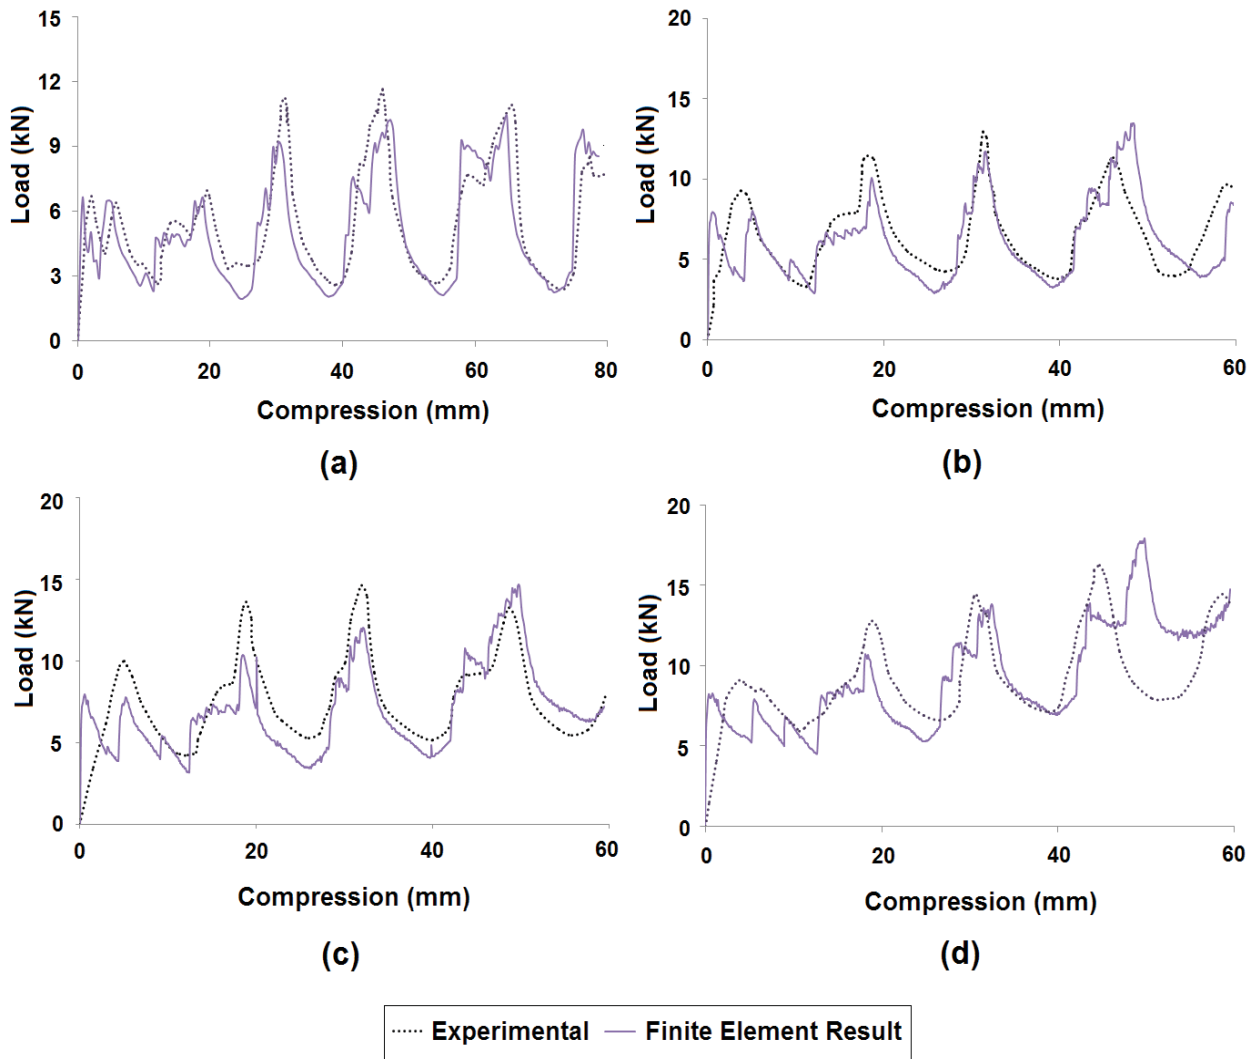 15
12
9
6
3
0
Load (kN)
0 20 40 60 80
Compression (mm)
(a)
20
15
10
5
0
Load (kN)
0 20 40 60
Compression (mm)
(b)
20
15
10
5
0
Load (kN)
0 20 40 60
Compression (mm)
(c)
20
15
10
5
0
Load (kN)
0 20 40 60
Compression (mm)
(d)
Experimental Finite Element Result